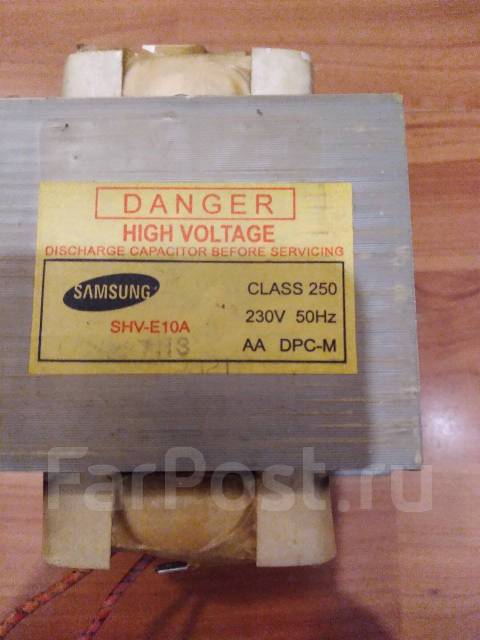 DANGER
HIGH VOLTAGE
DISCHARGE CAPACITOR BEFORE SERVICING
SAMSUNG
CLASS 250
SHV-E10A
230V 50Hz
AA DPC-M
FarPost.ru